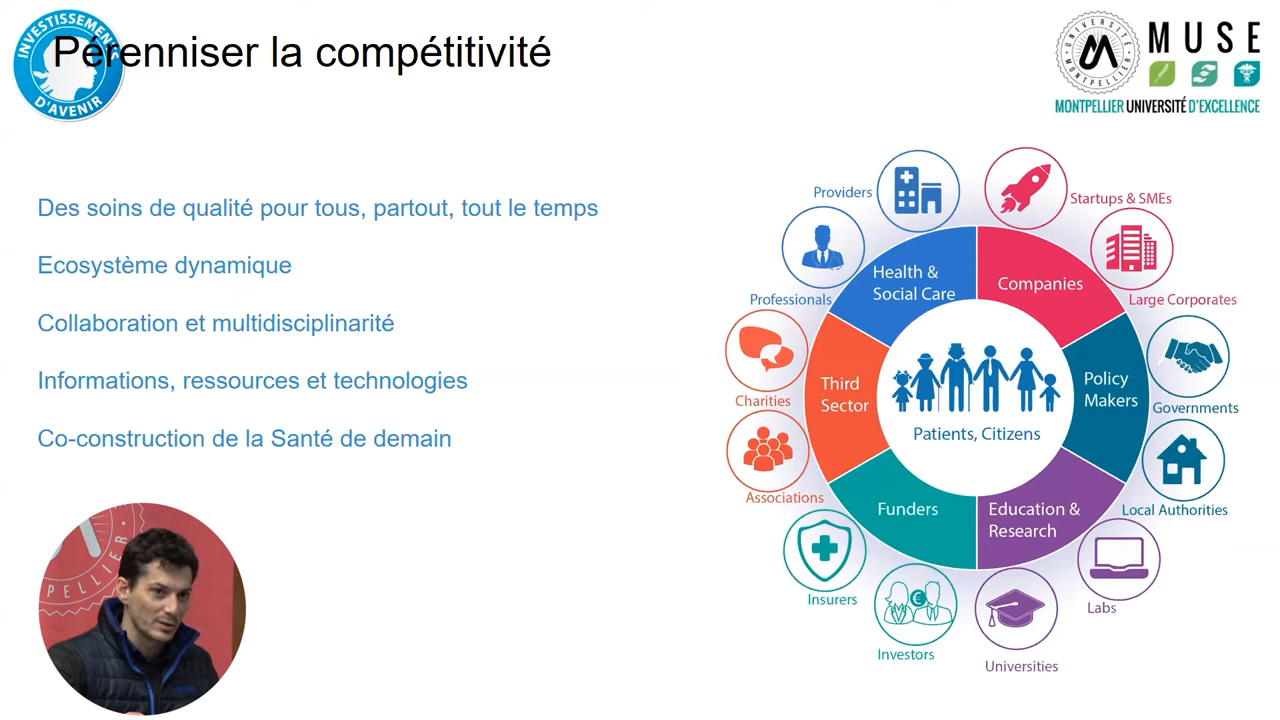 INVESTISSEMENTS
D'AVENIR
Pérenniser la compétitivité
UNIVERSITÉ
MONTPELLIER
MUSE
MONTPELLIER UNIVERSITÉ D'EXCELLENCE
Des soins de qualité pour tous, partout, tout le temps
Ecosystème dynamique
Collaboration et multidisciplinarité
Informations, ressources et technologies
Co-construction de la Santé de demain
Providers
Startups & SMEs
Professionals
Health &
Social Care
Companies
Large Corporates
Charities
Third
Sector
Policy
Makers
Governments
Patients, Citizens
Associations
Funders
Education &
Research
Local Authorities
Insurers
Labs
Investors
Universities
PELLIER